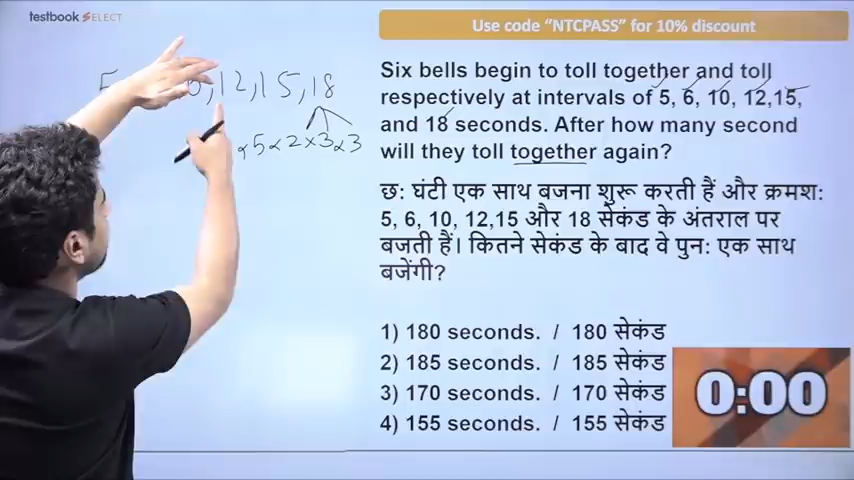 testbook SELECT
Use code "NTCPASS" for 10% discount
5
12,15,18
×5×2×3×3
Six bells begin to toll together and toll
respectively at intervals of 5, 6, 10, 12,15,
and 18 seconds. After how many second
will they toll together again?
छ: घंटी एक साथ बजना शुरू करती हैं और क्रमश:
5, 6, 10, 12,15 और 18 सेकंड के अंतराल पर
बजती हैं। कितने सेकंड के बाद वे पुन: एक साथ
बजेंगी?
1) 180 seconds. / 180 सेकंड
2) 185 seconds. / 185 सेकंड
3) 170 seconds. / 170 सेकंड
4) 155 seconds. / 155 सेकंड
0:00